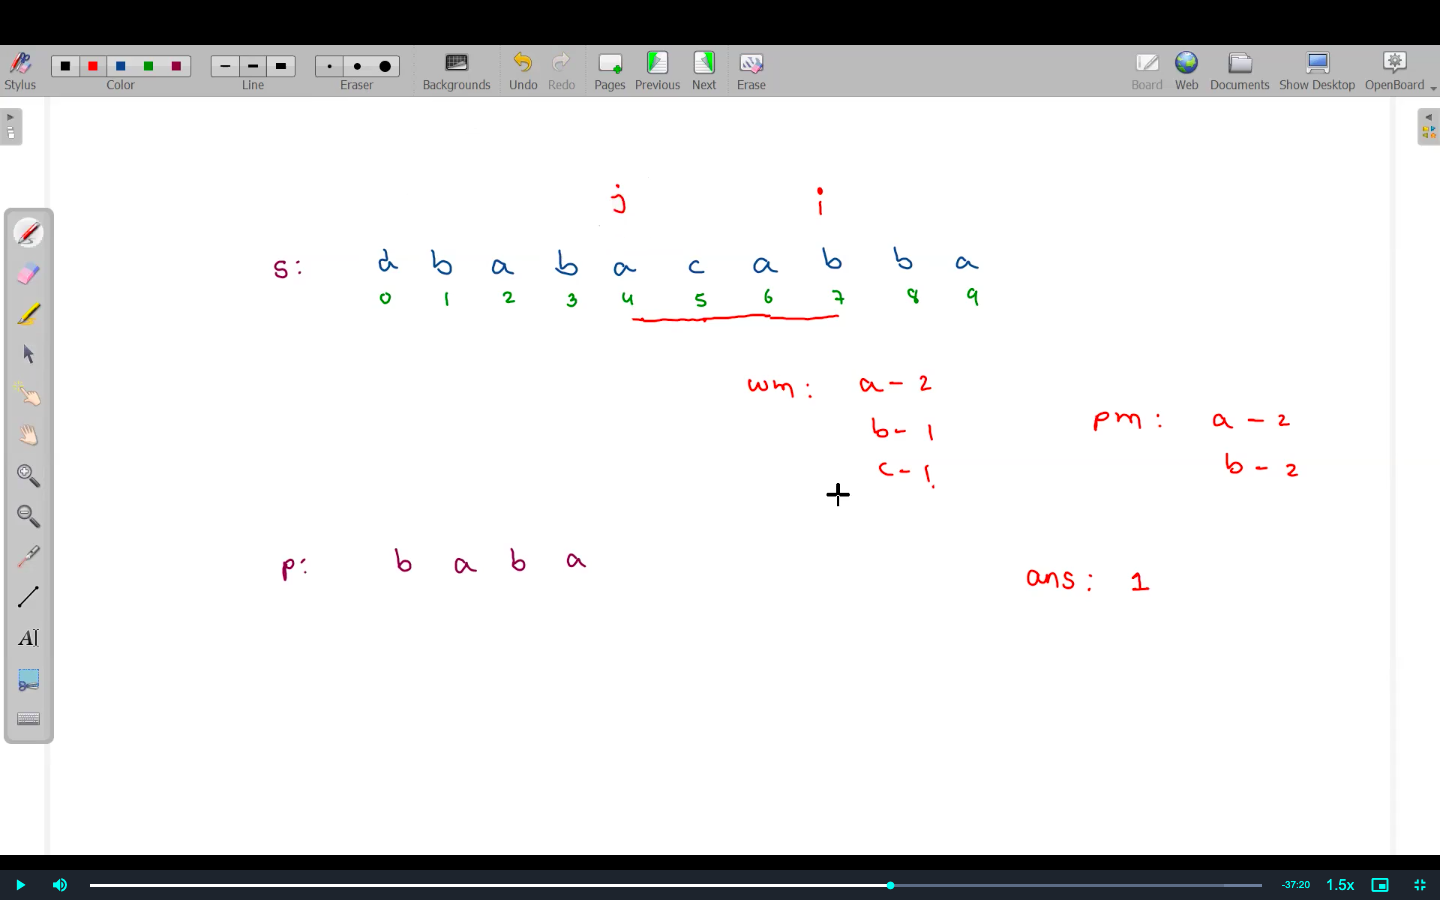 Stylus Color Line Eraser Backgrounds Undo Redo Pages Previous Next Erase Board Web Documents Show Desktop OpenBoard
j i
s: d b a b a c a b b a
0 1 2 3 4 5 6 7 8 9
wm: a - 2
b - 1
c - 1
pm: a - 2
b - 2
p: b a b a
ans: 1
AI
-37:20 1.5x